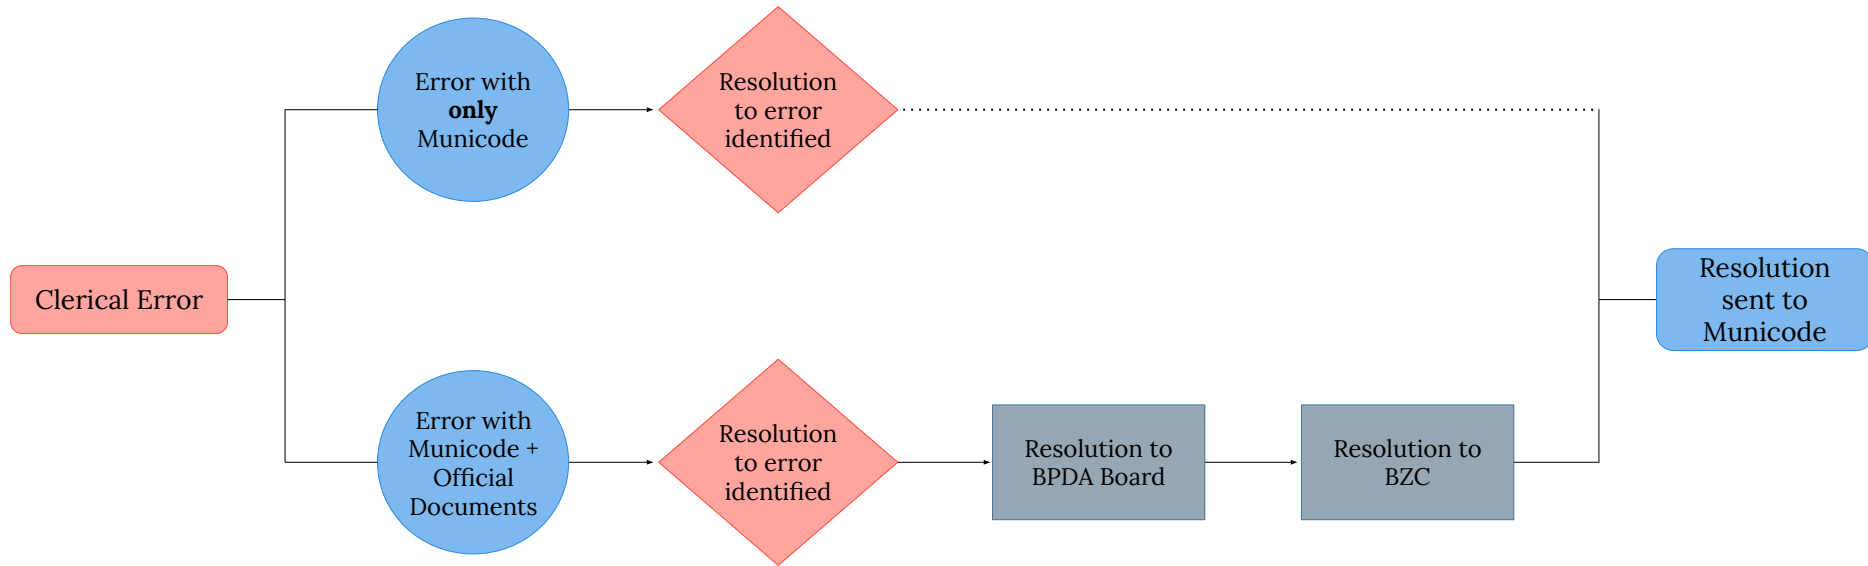 Error with
only
Municode
Resolution
to error
identified
Clerical Error
Resolution
sent to
Municode
Error with
Municode +
Official
Documents
Resolution
to error
identified
Resolution to
BPDA Board
Resolution to
BZC